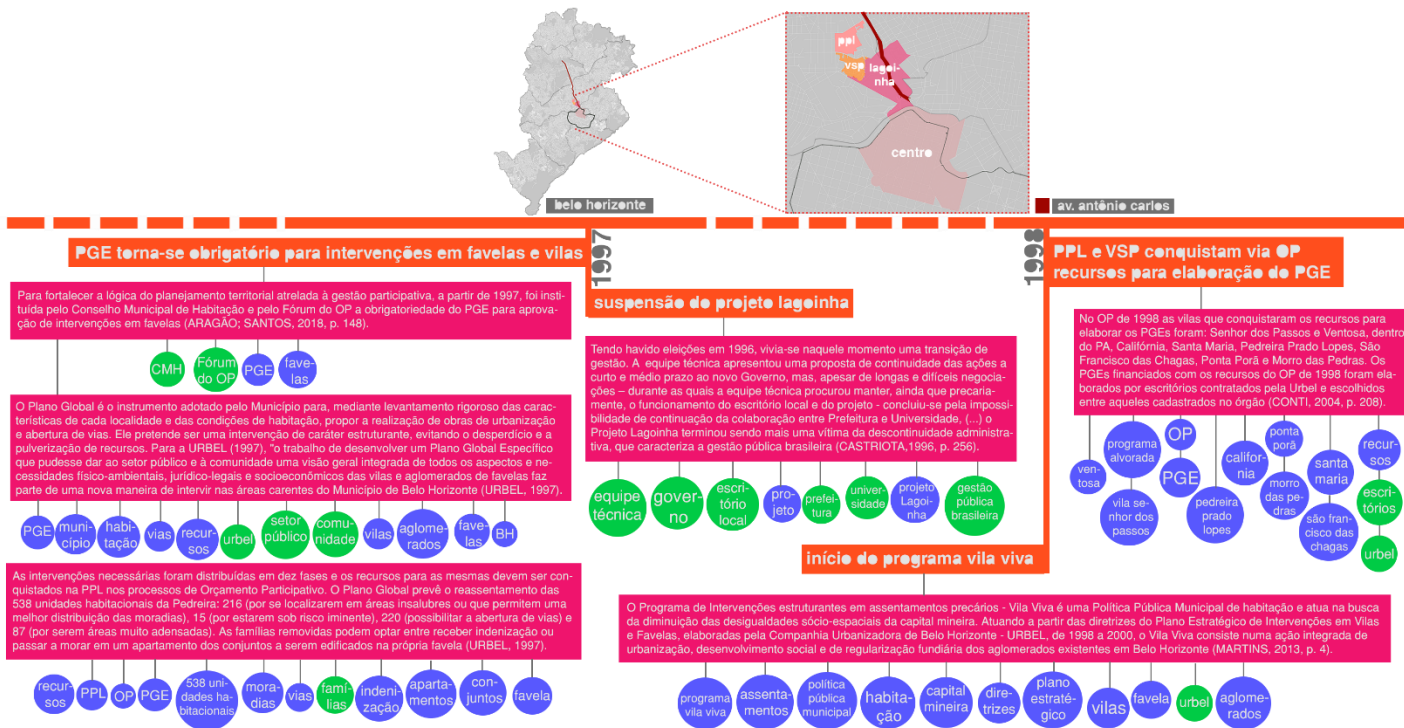 ppl
vsp
lagoi-
nha
centro
belo horizonte
av. antônio carlos
PGE torna-se obrigatório para intervenções em favelas e vilas
1997
Para fortalecer a lógica do planejamento territorial atrelada à gestão participativa, a partir de 1997, foi insti-
tuída pelo Conselho Municipal de Habitação e pelo Fórum do OP a obrigatoriedade do PGE para aprova-
ção de intervenções em favelas (ARAGÃO; SANTOS, 2018, p. 148).
CMH
Fórum
do OP
PGE
fave-
las
O Plano Global é o instrumento adotado pelo Município para, mediante levantamento rigoroso das carac-
terísticas de cada localidade e das condições de habitação, propor a realização de obras de urbanização
e abertura de vias. Ele pretende ser uma intervenção de caráter estruturante, evitando o desperdício e a
pulverização de recursos. Para a URBEL (1997), "o trabalho de desenvolver um Plano Global Específico
que pudesse dar ao setor público e à comunidade uma visão geral integrada de todos os aspectos e ne-
cessidades físico-ambientais, jurídico-legais e socioeconômicos das vilas e aglomerados de favelas faz
parte de uma nova maneira de intervir nas áreas carentes do Município de Belo Horizonte (URBEL, 1997).
PGE
muni-
cípio
habi-
tação
vias
recur-
sos
urbel
setor
público
comu-
nidade
vilas
aglome-
rados
fave-
las
BH
As intervenções necessárias foram distribuídas em dez fases e os recursos para as mesmas devem ser con-
quistados na PPL nos processos de Orçamento Participativo. O Plano Global prevê o reassentamento das
538 unidades habitacionais da Pedreira: 216 (por se localizarem em áreas insalubres ou que permitem uma
melhor distribuição das moradias), 15 (por estarem sob risco iminente), 220 (possibilitar a abertura de vias) e
87 (por serem áreas muito adensadas). As famílias removidas podem optar entre receber indenização ou
passar a morar em um apartamento dos conjuntos a serem edificados na própria favela (URBEL, 1997).
recur-
sos
PPL
OP
PGE
538 uni-
dades ha-
bitacionais
mora-
dias
vias
famí-
lias
indeni-
zação
aparta-
mentos
con-
juntos
favela
suspensão do projeto lagoinha
Tendo havido eleições em 1996, vivia-se naquele momento uma transição de
gestão. A equipe técnica apresentou uma proposta de continuidade das ações a
curto e médio prazo ao novo Governo, mas, apesar de longas e difíceis negocia-
ções – durante as quais a equipe técnica procurou manter, ainda que precaria-
mente, o funcionamento do escritório local e do projeto - concluiu-se pela impossi-
bilidade de continuação da colaboração entre Prefeitura e Universidade, (...) o
Projeto Lagoinha terminou sendo mais uma vítima da descontinuidade administra-
tiva, que caracteriza a gestão pública brasileira (CASTRIOTA,1996, p. 256).
equipe
técnica
gover-
no
escri-
tório
local
pro-
jeto
prefei-
tura
univer-
sidade
projeto
Lagoi-
nha
gestão
pública
brasileira
1998
início do programa vila viva
O Programa de Intervenções estruturantes em assentamentos precários - Vila Viva é uma Política Pública Municipal de habitação e atua na busca
da diminuição das desigualdades sócio-espaciais da capital mineira. Atuando a partir das diretrizes do Plano Estratégico de Intervenções em Vilas
e Favelas, elaboradas pela Companhia Urbanizadora de Belo Horizonte - URBEL, de 1998 a 2000, o Vila Viva consiste numa ação integrada de
urbanização, desenvolvimento social e de regularização fundiária dos aglomerados existentes em Belo Horizonte (MARTINS, 2013, p. 4).
programa
vila viva
assenta-
mentos
política
pública
municipal
habita-
ção
capital
mineira
dire-
trizes
plano
estraté-
gico
vilas
favela
urbel
aglome-
rados
PPL e VSP conquistam via OP
recursos para elaboração do PGE
No OP de 1998 as vilas que conquistaram os recursos para
elaborar os PGEs foram: Senhor dos Passos e Ventosa, dentro
do PA, Califórnia, Santa Maria, Pedreira Prado Lopes, São
Francisco das Chagas, Ponta Porã e Morro das Pedras. Os
PGEs financiados com os recursos do OP de 1998 foram ela-
borados por escritórios contratados pela Urbel e escolhidos
entre aqueles cadastrados no órgão (CONTI, 2004, p. 208).
ven-
tosa
programa
alvorada
vila se-
nhor dos
passos
OP
PGE
pedreira
prado
lopes
califor-
nia
ponta
porã
morro
das pe-
dras
santa
maria
são fran-
cisco das
chagas
recur-
sos
escri-
tórios
urbel